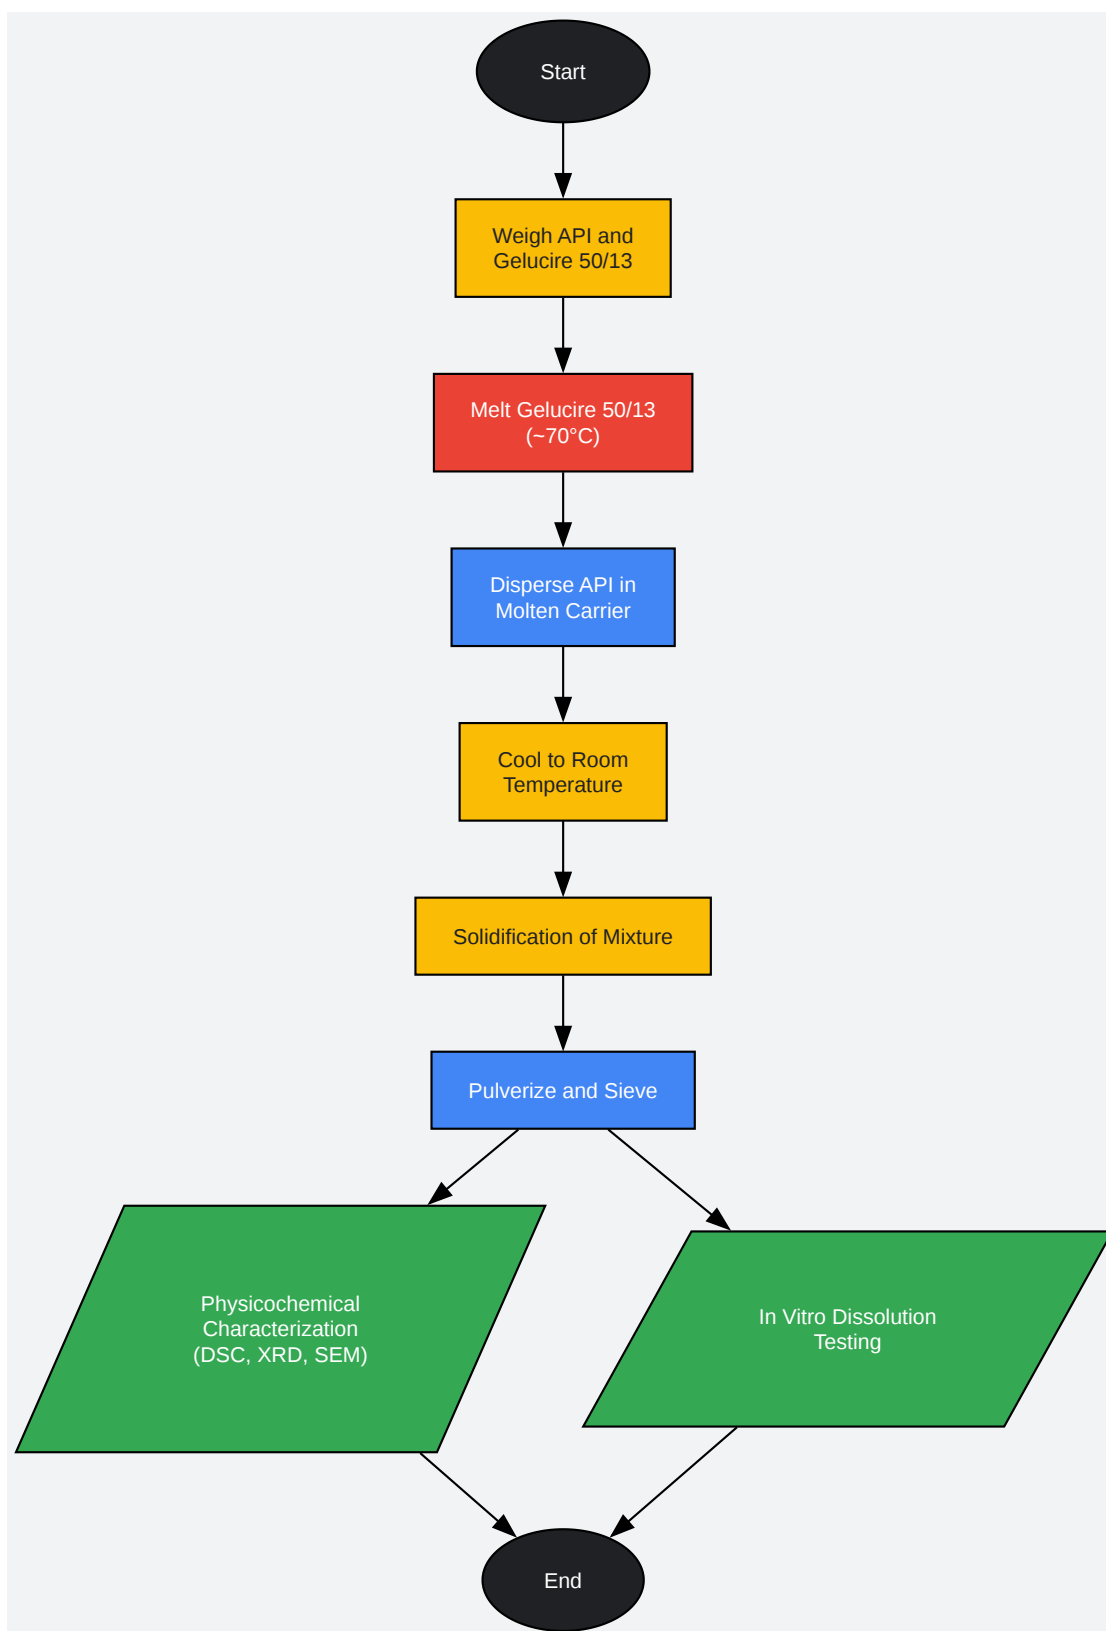 Start
Weigh API and
Gelucire 50/13
Melt Gelucire 50/13
(~70°C)
Disperse API in
Molten Carrier
Cool to Room
Temperature
Solidification of Mixture
Pulverize and Sieve
Physicochemical
Characterization
(DSC, XRD, SEM)
In Vitro Dissolution
Testing
End